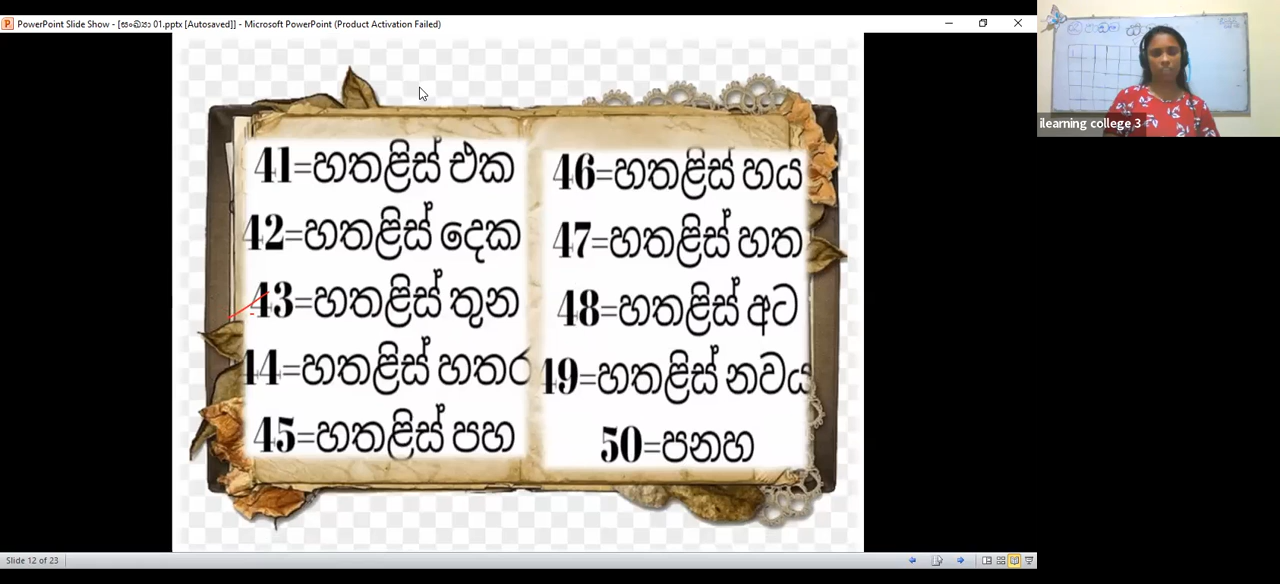 PowerPoint Slide Show - [සංඛ්‍යා 01.pptx [Autosaved]] - Microsoft PowerPoint (Product Activation Failed)
ilearning college 3
41=හතළිස් එක
42=හතළිස් දෙක
43=හතළිස් තුන
44=හතළිස් හතර
45=හතළිස් පහ
46=හතළිස් හය
47=හතළිස් හත
48=හතළිස් අට
49=හතළිස් නවය
50=පනහ
Slide 12 of 23